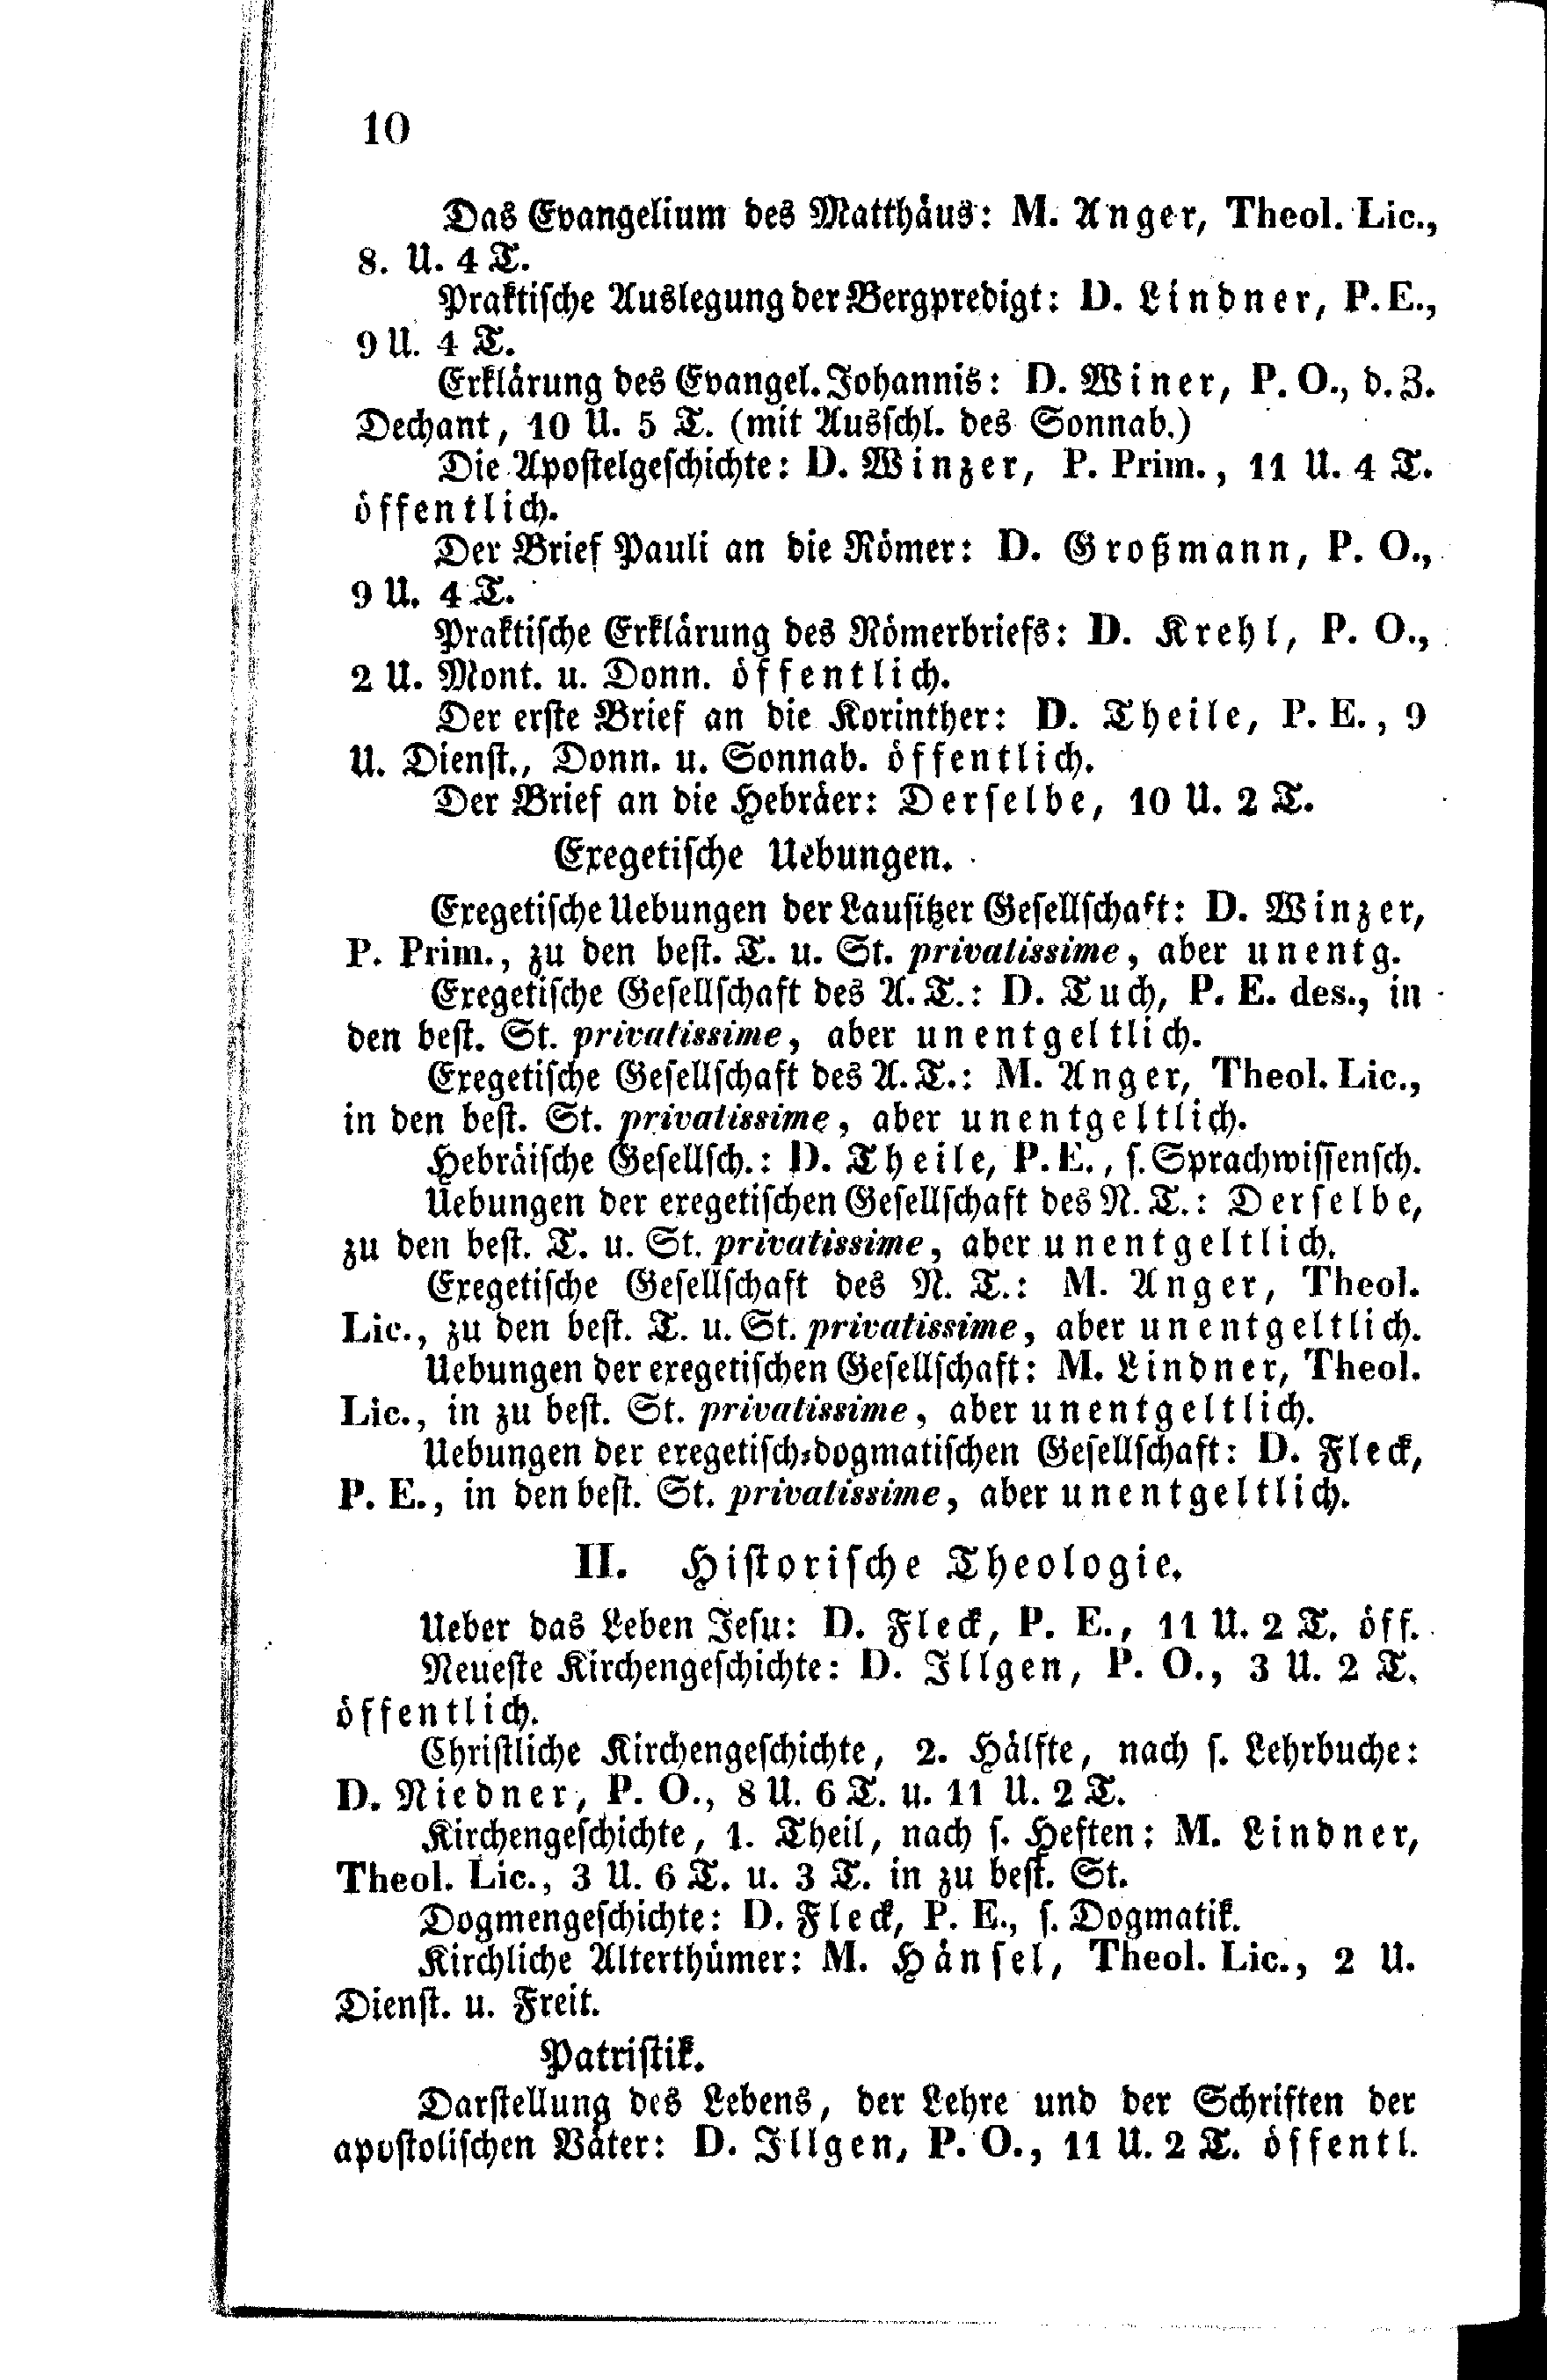 10
Das Evangelium des Matthäus: M. Anger, Theol. Lic.,
8. U. 4 T.
Praktische Auslegung der Bergpredigt: D. Lindner, P. E.,
9 U. 4 T.
Erklärung des Evangel. Johannis: D. Winer, P. O., d. Z.
Dechant, 10 U. 5 T. (mit Ausschl. des Sonnab.)
Die Apostelgeschichte: D. Winzer, P. Prim., 11 U. 4 T.
öffentlich.
Der Brief Pauli an die Römer: D. Großmann, P. O.,
9 U. 4 T.
Praktische Erklärung des Römerbriefs: D. Krehl, P. O.,
2 U. Mont. u. Donn. öffentlich.
Der erste Brief an die Korinther: D. Theile, P. E., 9
U. Dienst., Donn. u. Sonnab. öffentlich.
Der Brief an die Hebräer: Derselbe, 10 U. 2 T.
Exegetische Uebungen.
Exegetische Uebungen der Lausitzer Gesellschaft: D. Winzer,
P. Prim., zu den best. T. u. St. privatissime, aber unentg.
Exegetische Gesellschaft des A. T.: D. Tuch, P. E. des., in
den best. St. privatissime, aber unentgeltlich.
Exegetische Gesellschaft des A. T.: M. Anger, Theol. Lic.,
in den best. St. privatissime, aber unentgeltlich.
Hebräische Gesellsch.: D. Theile, P. E., s. Sprachwissensch.
Uebungen der exegetischen Gesellschaft des N. T.: Derselbe,
zu den best. T. u. St. privatissime, aber unentgeltlich.
Exegetische Gesellschaft des N. T.: M. Anger, Theol.
Lic., zu den best. T. u. St. privatissime, aber unentgeltlich.
Uebungen der exegetischen Gesellschaft: M. Lindner, Theol.
Lic., in zu best. St. privatissime, aber unentgeltlich.
Uebungen der exegetisch-dogmatischen Gesellschaft: D. Fleck,
P. E., in den best. St. privatissime, aber unentgeltlich.
II. Historische Theologie.
Ueber das Leben Jesu: D. Fleck, P. E., 11 U. 2 T. öff.
Neueste Kirchengeschichte: D. Illgen, P. O., 3 U. 2 T.
öffentlich.
Christliche Kirchengeschichte, 2. Hälfte, nach s. Lehrbuche:
D. Niedner, P. O., 8 U. 6 T. u. 11 U. 2 T.
Kirchengeschichte, 1. Theil, nach s. Heften: M. Lindner,
Theol. Lic., 3 U. 6 T. u. 3 T. in zu best. St.
Dogmengeschichte: D. Fleck, P. E., s. Dogmatik.
Kirchliche Alterthümer: M. Hänsel, Theol. Lic., 2 U.
Dienst. u. Freit.
Patristik.
Darstellung des Lebens, der Lehre und der Schriften der
apostolischen Väter: D. Illgen, P. O., 11 U. 2 T. öffentl.